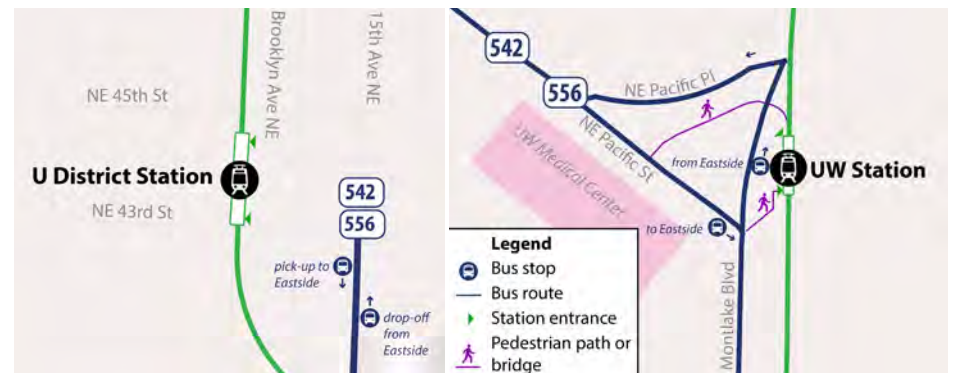 Brooklyn Ave NE
15th Ave NE
NE 45th St
U District Station
NE 43rd St
542
556
pick-up to
Eastside
drop-off
from
Eastside
542
556
NE Pacific Pl
NE Pacific St
UW Medical Center
from Eastside
UW Station
to Eastside
Montlake Blvd
Legend
Bus stop
Bus route
Station entrance
Pedestrian path or
bridge